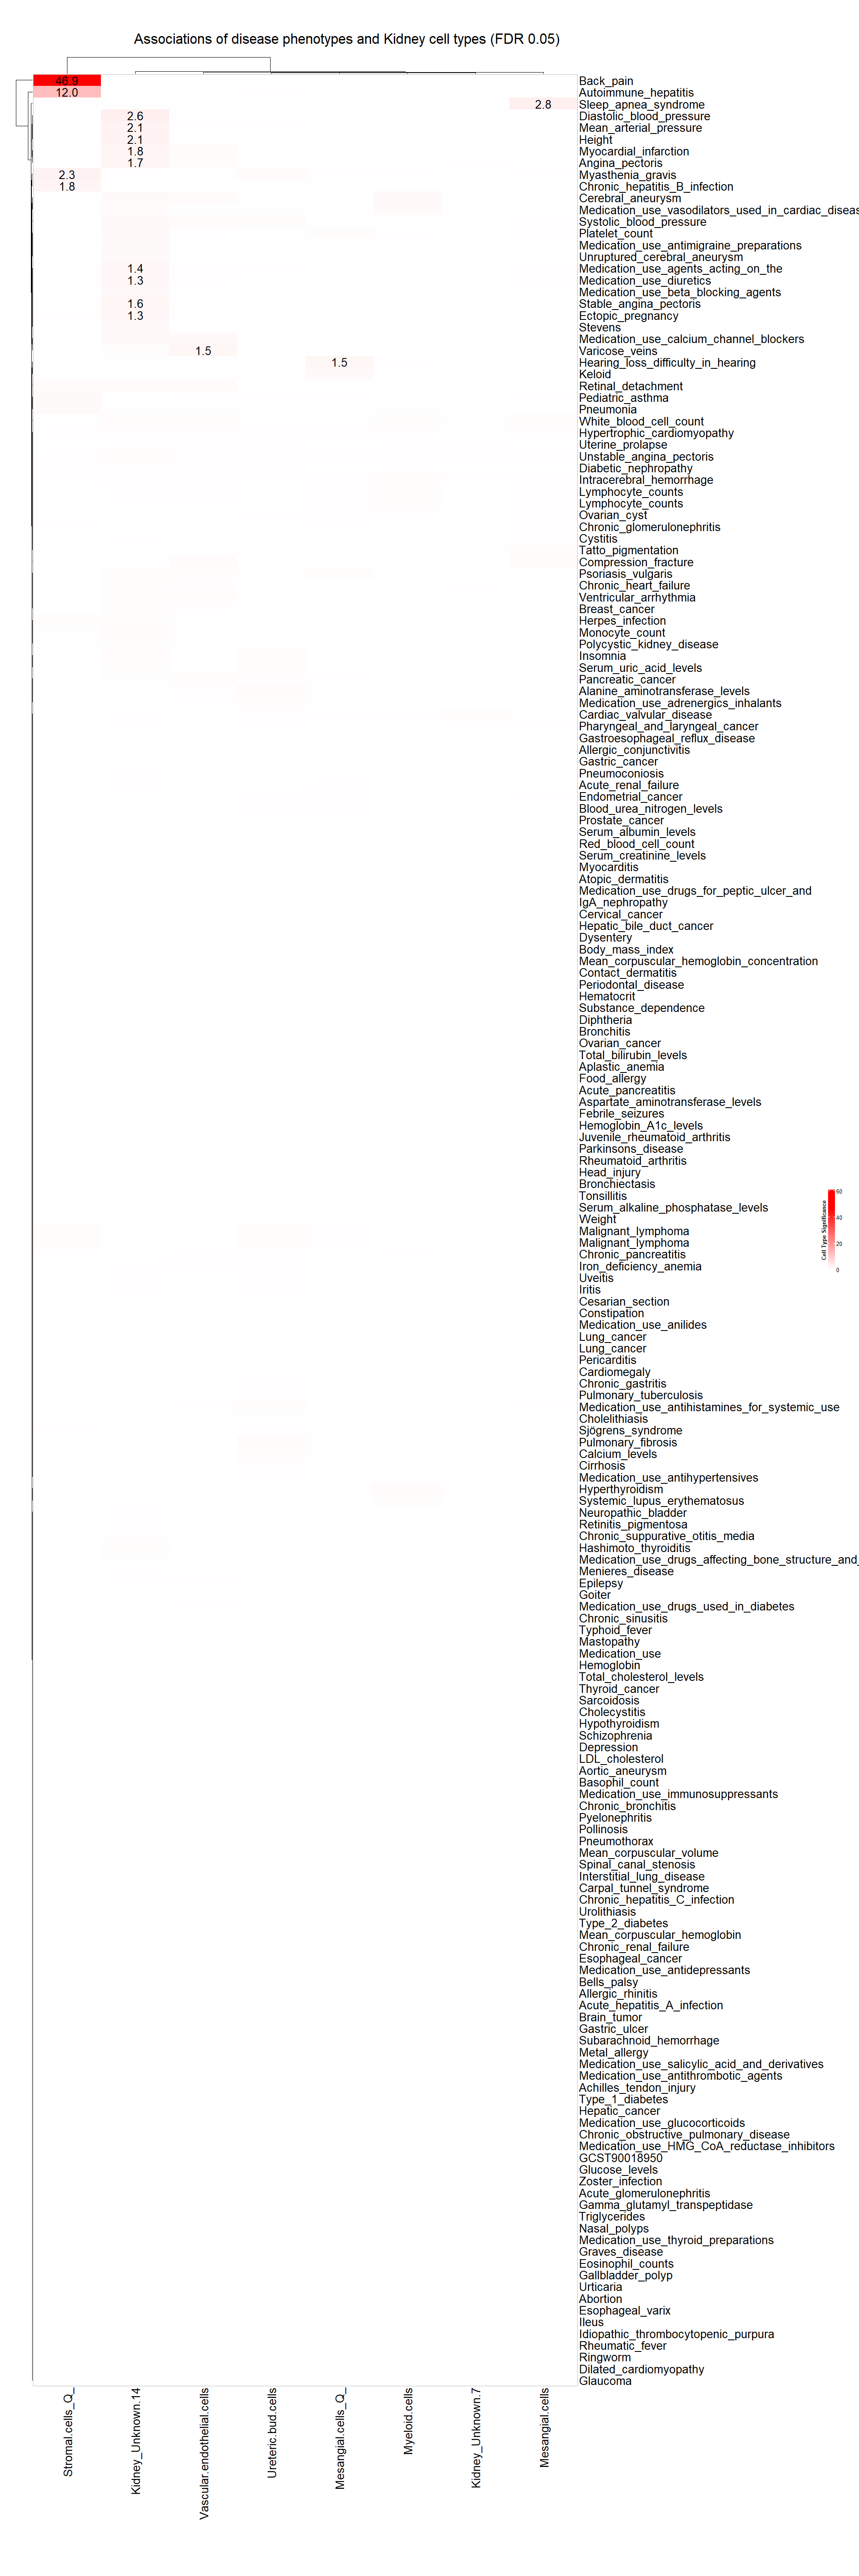 Associations of disease phenotypes and Kidney cell types (FDR 0.05)
46.9 Back_pain
12.0 Autoimmune_hepatitis
2.8 Sleep_apnea_syndrome
2.6 Diastolic_blood_pressure
2.1 Mean_arterial_pressure
2.1 Height
1.8 Myocardial_infarction
1.7 Angina_pectoris
2.3 Myasthenia_gravis
1.8 Chronic_hepatitis_B_infection
Cerebral_aneurysm
Medication_use_vasodilators_used_in_cardiac_diseas
Systolic_blood_pressure
Platelet_count
Medication_use_antimigraine_preparations
Unruptured_cerebral_aneurysm
1.4 Medication_use_agents_acting_on_the
1.3 Medication_use_diuretics
Medication_use_beta_blocking_agents
1.6 Stable_angina_pectoris
1.3 Ectopic_pregnancy
Stevens
Medication_use_calcium_channel_blockers
1.5 Varicose_veins
1.5 Hearing_loss_difficulty_in_hearing
Keloid
Retinal_detachment
Pediatric_asthma
Pneumonia
White_blood_cell_count
Hypertrophic_cardiomyopathy
Uterine_prolapse
Unstable_angina_pectoris
Diabetic_nephropathy
Intracerebral_hemorrhage
Lymphocyte_counts
Lymphocyte_counts
Ovarian_cyst
Chronic_glomerulonephritis
Cystitis
Tatto_pigmentation
Compression_fracture
Psoriasis_vulgaris
Chronic_heart_failure
Ventricular_arrhythmia
Breast_cancer
Herpes_infection
Monocyte_count
Polycystic_kidney_disease
Insomnia
Serum_uric_acid_levels
Pancreatic_cancer
Alanine_aminotransferase_levels
Medication_use_adrenergics_inhalants
Cardiac_valvular_disease
Pharyngeal_and_laryngeal_cancer
Gastroesophageal_reflux_disease
Allergic_conjunctivitis
Gastric_cancer
Pneumoconiosis
Acute_renal_failure
Endometrial_cancer
Blood_urea_nitrogen_levels
Prostate_cancer
Serum_albumin_levels
Red_blood_cell_count
Serum_creatinine_levels
Myocarditis
Atopic_dermatitis
Medication_use_drugs_for_peptic_ulcer_and
IgA_nephropathy
Cervical_cancer
Hepatic_bile_duct_cancer
Dysentery
Body_mass_index
Mean_corpuscular_hemoglobin_concentration
Contact_dermatitis
Periodontal_disease
Hematocrit
Substance_dependence
Diphtheria
Bronchitis
Ovarian_cancer
Total_bilirubin_levels
Aplastic_anemia
Food_allergy
Acute_pancreatitis
Aspartate_aminotransferase_levels
Febrile_seizures
Hemoglobin_A1c_levels
Juvenile_rheumatoid_arthritis
Parkinsons_disease
Rheumatoid_arthritis
Head_injury
Bronchiectasis
Tonsillitis
Serum_alkaline_phosphatase_levels
Weight
Malignant_lymphoma
Malignant_lymphoma
Chronic_pancreatitis
Iron_deficiency_anemia
Uveitis
Iritis
Cesarian_section
Constipation
Medication_use_anilides
Lung_cancer
Lung_cancer
Pericarditis
Cardiomegaly
Chronic_gastritis
Pulmonary_tuberculosis
Medication_use_antihistamines_for_systemic_use
Cholelithiasis
Sjögrens_syndrome
Pulmonary_fibrosis
Calcium_levels
Cirrhosis
Medication_use_antihypertensives
Hyperthyroidism
Systemic_lupus_erythematosus
Neuropathic_bladder
Retinitis_pigmentosa
Chronic_suppurative_otitis_media
Hashimoto_thyroiditis
Medication_use_drugs_affecting_bone_structure_and_
Menieres_disease
Epilepsy
Goiter
Medication_use_drugs_used_in_diabetes
Chronic_sinusitis
Typhoid_fever
Mastopathy
Medication_use
Hemoglobin
Total_cholesterol_levels
Thyroid_cancer
Sarcoidosis
Cholecystitis
Hypothyroidism
Schizophrenia
Depression
LDL_cholesterol
Aortic_aneurysm
Basophil_count
Medication_use_immunosuppressants
Chronic_bronchitis
Pyelonephritis
Pollinosis
Pneumothorax
Mean_corpuscular_volume
Spinal_canal_stenosis
Interstitial_lung_disease
Carpal_tunnel_syndrome
Chronic_hepatitis_C_infection
Urolithiasis
Type_2_diabetes
Mean_corpuscular_hemoglobin
Chronic_renal_failure
Esophageal_cancer
Medication_use_antidepressants
Bells_palsy
Allergic_rhinitis
Acute_hepatitis_A_infection
Brain_tumor
Gastric_ulcer
Subarachnoid_hemorrhage
Metal_allergy
Medication_use_salicylic_acid_and_derivatives
Medication_use_antithrombotic_agents
Achilles_tendon_injury
Type_1_diabetes
Hepatic_cancer
Medication_use_glucocorticoids
Chronic_obstructive_pulmonary_disease
Medication_use_HMG_CoA_reductase_inhibitors
GCST90018950
Glucose_levels
Zoster_infection
Acute_glomerulonephritis
Gamma_glutamyl_transpeptidase
Triglycerides
Nasal_polyps
Medication_use_thyroid_preparations
Graves_disease
Eosinophil_counts
Gallbladder_polyp
Urticaria
Abortion
Esophageal_varix
Ileus
Idiopathic_thrombocytopenic_purpura
Rheumatic_fever
Ringworm
Dilated_cardiomyopathy
Glaucoma
Stromal.cells_Q_
Kidney_Unknown.14
Vascular.endothelial.cells
Ureteric.bud.cells
Mesangial.cells_Q_
Myeloid.cells
Kidney_Unknown.7
Mesangial.cells
Cell Type Significance
60
40
20
0